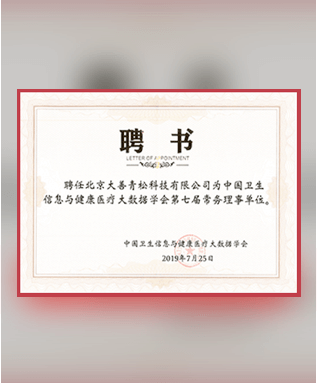 聘 书
LETTER OF APPOINTMENT
聘任北京大善青松科技有限公司为中国卫生
信息与健康医疗大数据学会第七届常务理事单位。
中国卫生信息与健康医疗大数据学会
2019年7月25日